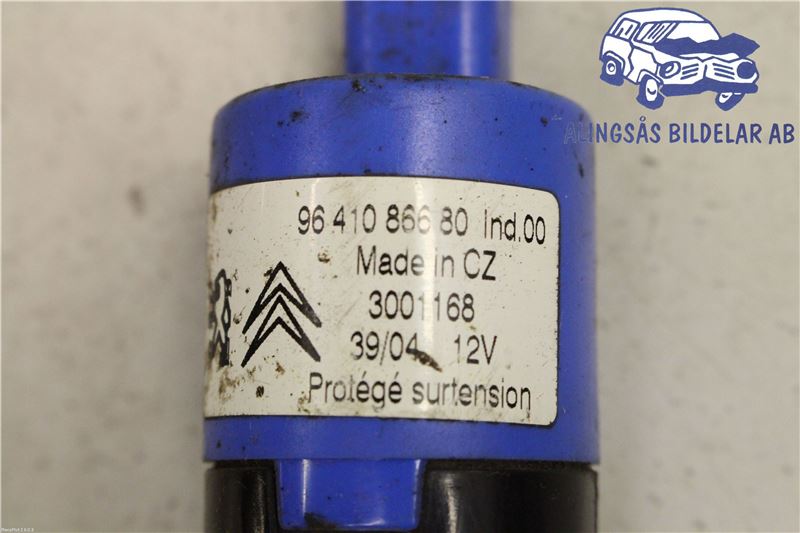 ALINGSÅS BILDELAR AB
96 410 866 80 Ind.00
Made in CZ
3001168
39/04 12V
Protégé surtension